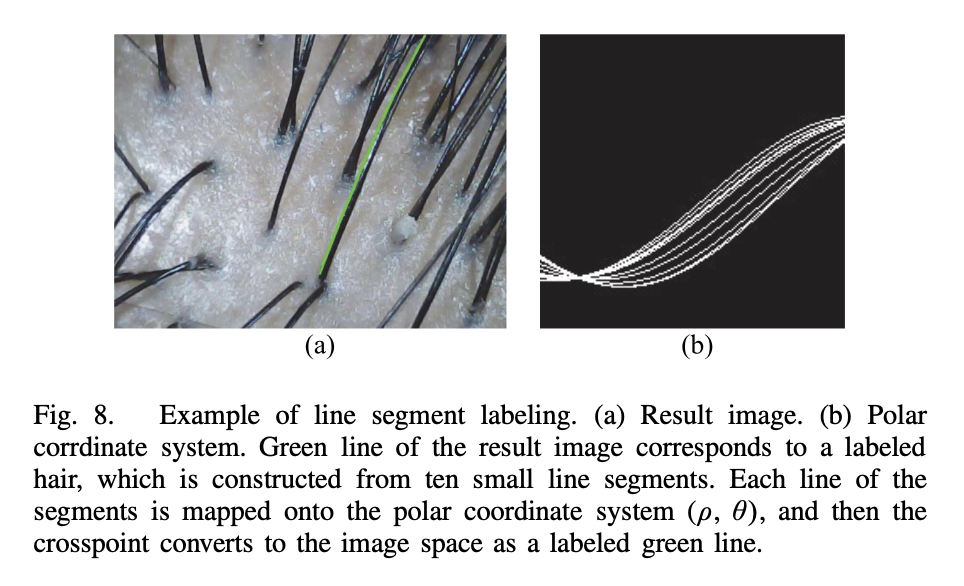 (a)
(b)
Fig. 8. Example of line segment labeling. (a) Result image. (b) Polar
corrdinate system. Green line of the result image corresponds to a labeled
hair, which is constructed from ten small line segments. Each line of the
segments is mapped onto the polar coordinate system (ρ, θ), and then the
crosspoint converts to the image space as a labeled green line.